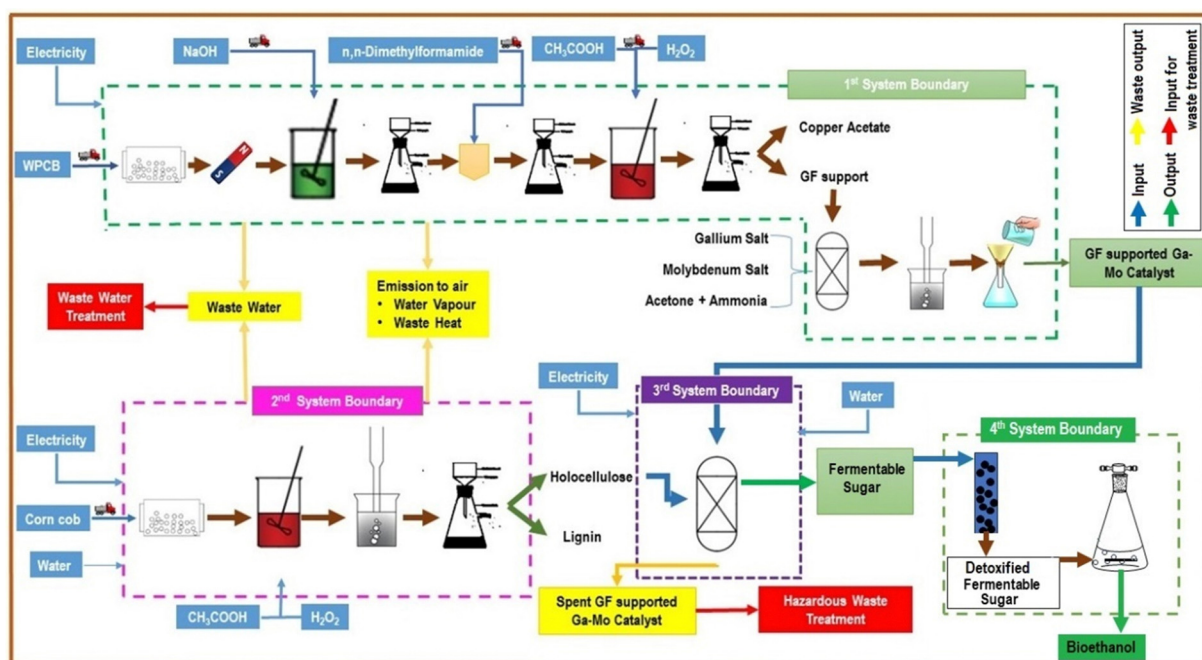 Electricity
NaOH
n,n-Dimethylformamide
CH₃COOH
H₂O₂
1ˢᵗ System Boundary
Waste output
Input for
waste treatment
Input
Output
WPCB
N
S
Copper Acetate
GF support
Gallium Salt
Molybdenum Salt
Acetone + Ammonia
GF supported Ga-
Mo Catalyst
Waste Water
Treatment
Waste Water
Emission to air
• Water Vapour
• Waste Heat
2ⁿᵈ System Boundary
Electricity
3ʳᵈ System Boundary
Water
4ᵗʰ System Boundary
Electricity
Corn cob
Water
Holocellulose
Lignin
Fermentable
Sugar
Detoxified
Fermentable
Sugar
CH₃COOH
H₂O₂
Spent GF supported
Ga-Mo Catalyst
Hazardous Waste
Treatment
Bioethanol